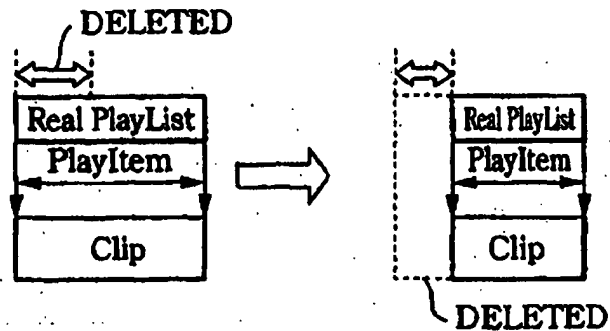 DELETED
Real PlayList
PlayItem
Clip
Real PlayList
PlayItem
Clip
DELETED